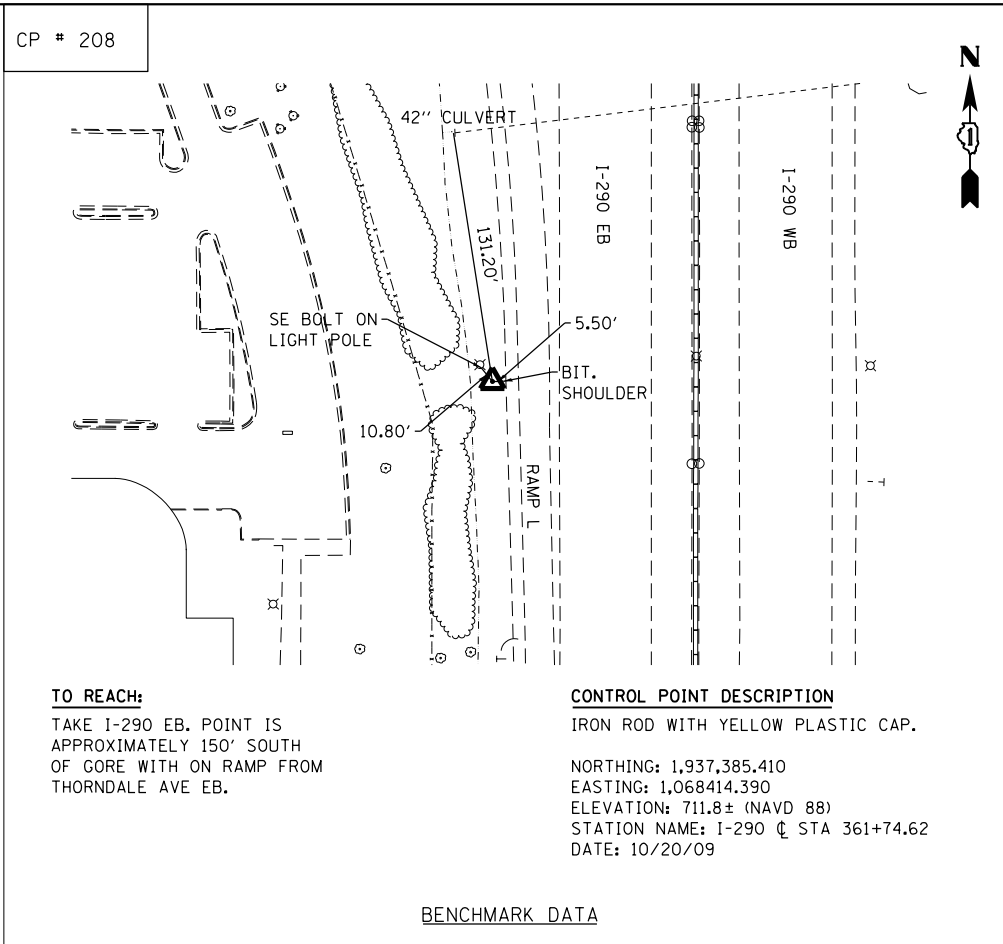 CP # 208
N
1
42'' CULVERT
I-290 EB
I-290 WB
131.20'
SE BOLT ON
LIGHT POLE
5.50'
BIT.
SHOULDER
10.80'
RAMP L
TO REACH:
TAKE I-290 EB. POINT IS
APPROXIMATELY 150' SOUTH
OF GORE WITH ON RAMP FROM
THORNDALE AVE EB.
CONTROL POINT DESCRIPTION
IRON ROD WITH YELLOW PLASTIC CAP.
NORTHING: 1,937,385.410
EASTING: 1,068414.390
ELEVATION: 711.8± (NAVD 88)
STATION NAME: I-290 ℄ STA 361+74.62
DATE: 10/20/09
BENCHMARK DATA